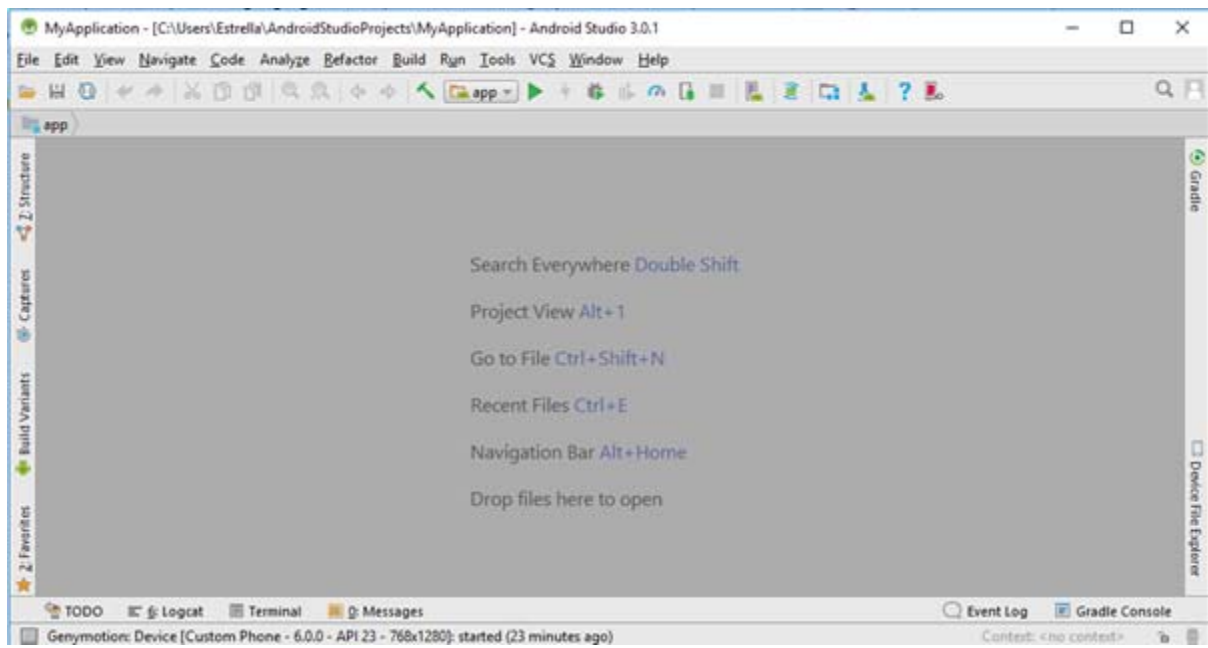 MyApplication - [C:\Users\Estrella\AndroidStudioProjects\MyApplication] - Android Studio 3.0.1
File Edit View Navigate Code Analyze Refactor Build Run Tools VCS Window Help
app
app
Z: Structure
Captures
Build Variants
2: Favorites
Search Everywhere Double Shift
Project View Alt+1
Go to File Ctrl+Shift+N
Recent Files Ctrl+E
Navigation Bar Alt+Home
Drop files here to open
Gradle
Device File Explorer
TODO 6: Logcat Terminal 0: Messages Event Log Gradle Console
Genymotion: Device [Custom Phone - 6.0.0 - API 23 - 768x1280]: started (23 minutes ago) Context: <no context>